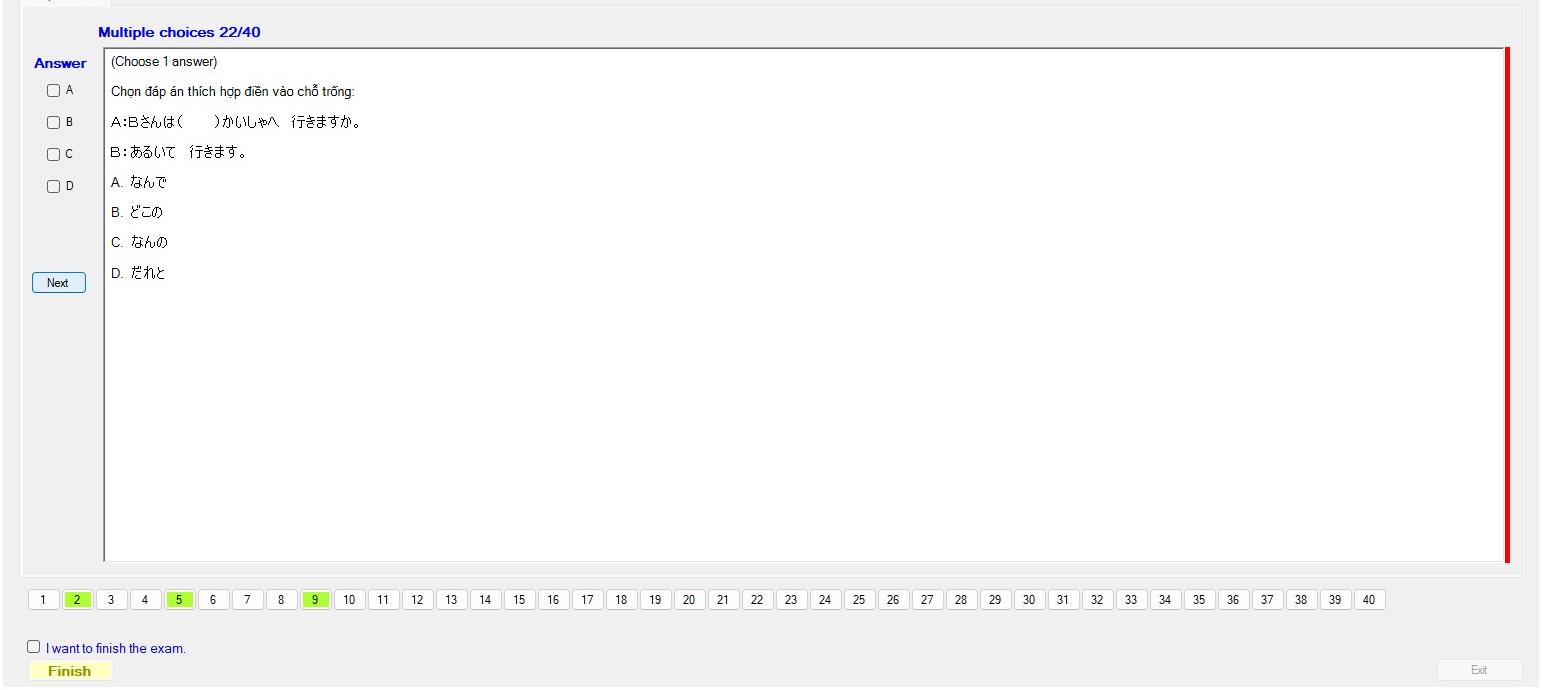 Multiple choices 22/40
Answer
A
B
C
D
Next
(Choose 1 answer)
Chọn đáp án thích hợp điền vào chỗ trống:
A:Bさんは(　　)かいしゃへ　行きますか。
B:あるいて　行きます。
A. なんで
B. どこの
C. なんの
D. だれと
1 2 3 4 5 6 7 8 9 10 11 12 13 14 15 16 17 18 19 20 21 22 23 24 25 26 27 28 29 30 31 32 33 34 35 36 37 38 39 40
I want to finish the exam.
Finish
Exit